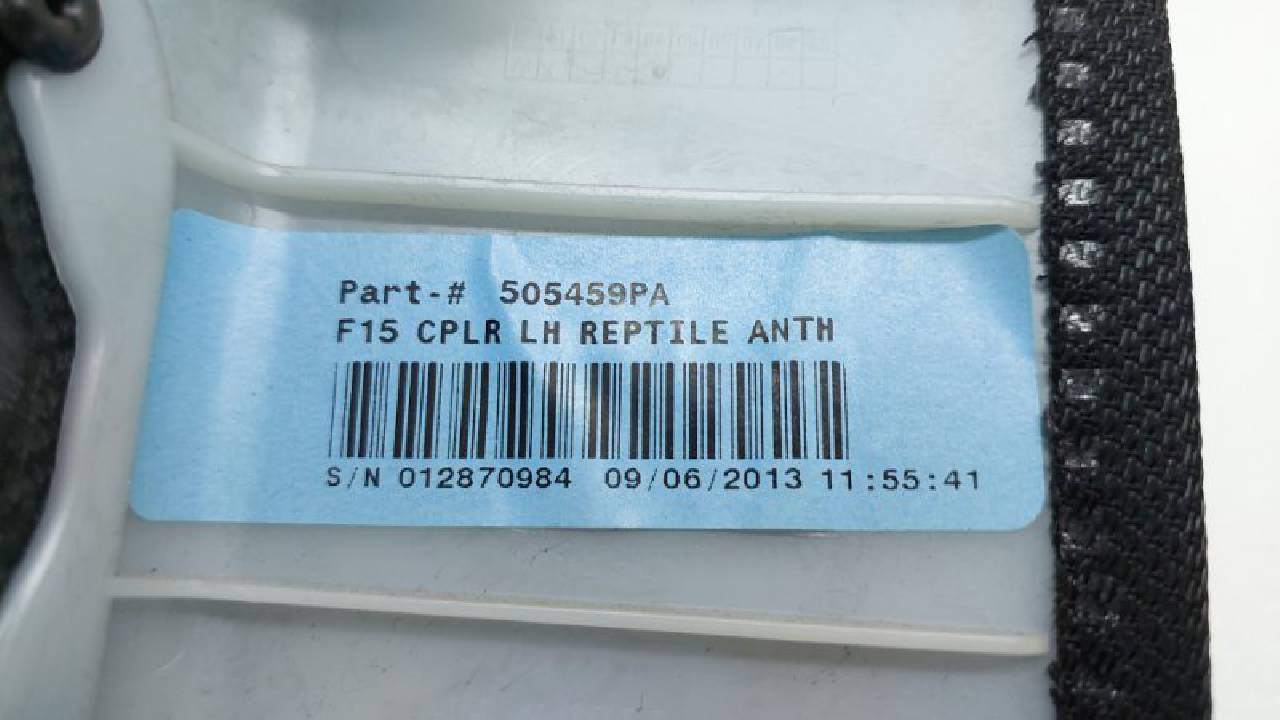 Part-# 505459PA
F15 CPLR LH REPTILE ANTH
S/N 012870984 09/06/2013 11:55:41